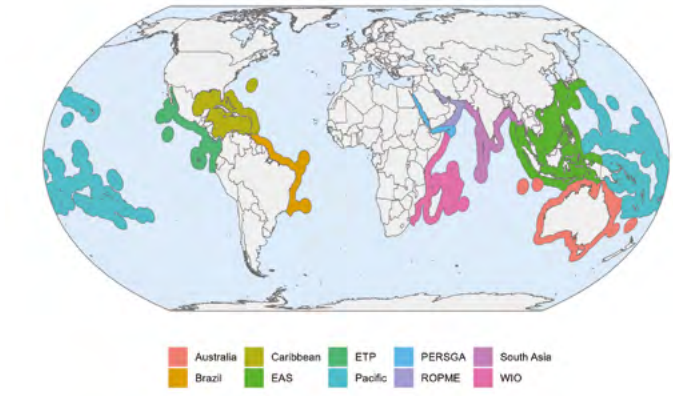 Australia Caribbean ETP PERSGA South Asia
Brazil EAS Pacific ROPME WIO